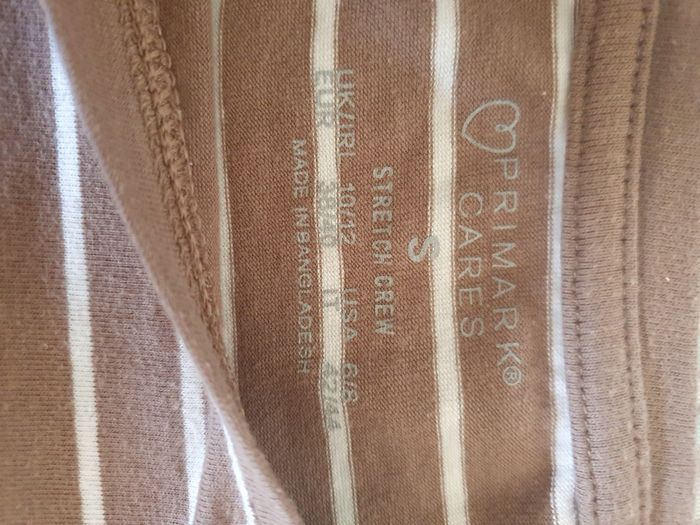 PRIMARK®
CARES
S
STRETCH CREW
UK/IRL 10/12 USA 6/8
EUR 38/40 IT 42/44
MADE IN BANGLADESH